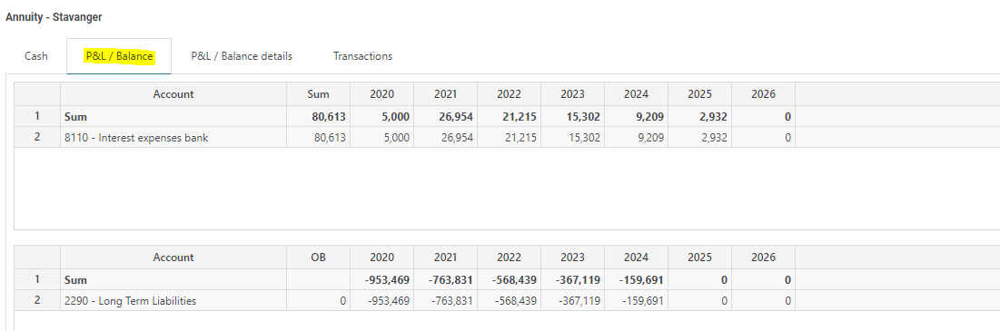 Annuity - Stavanger
Cash P&L / Balance P&L / Balance details Transactions
Account Sum 2020 2021 2022 2023 2024 2025 2026
1 Sum 80,613 5,000 26,954 21,215 15,302 9,209 2,932 0
2 8110 - Interest expenses bank 80,613 5,000 26,954 21,215 15,302 9,209 2,932 0
Account OB 2020 2021 2022 2023 2024 2025 2026
1 Sum -953,469 -763,831 -568,439 -367,119 -159,691 0 0
2 2290 - Long Term Liabilities 0 -953,469 -763,831 -568,439 -367,119 -159,691 0 0